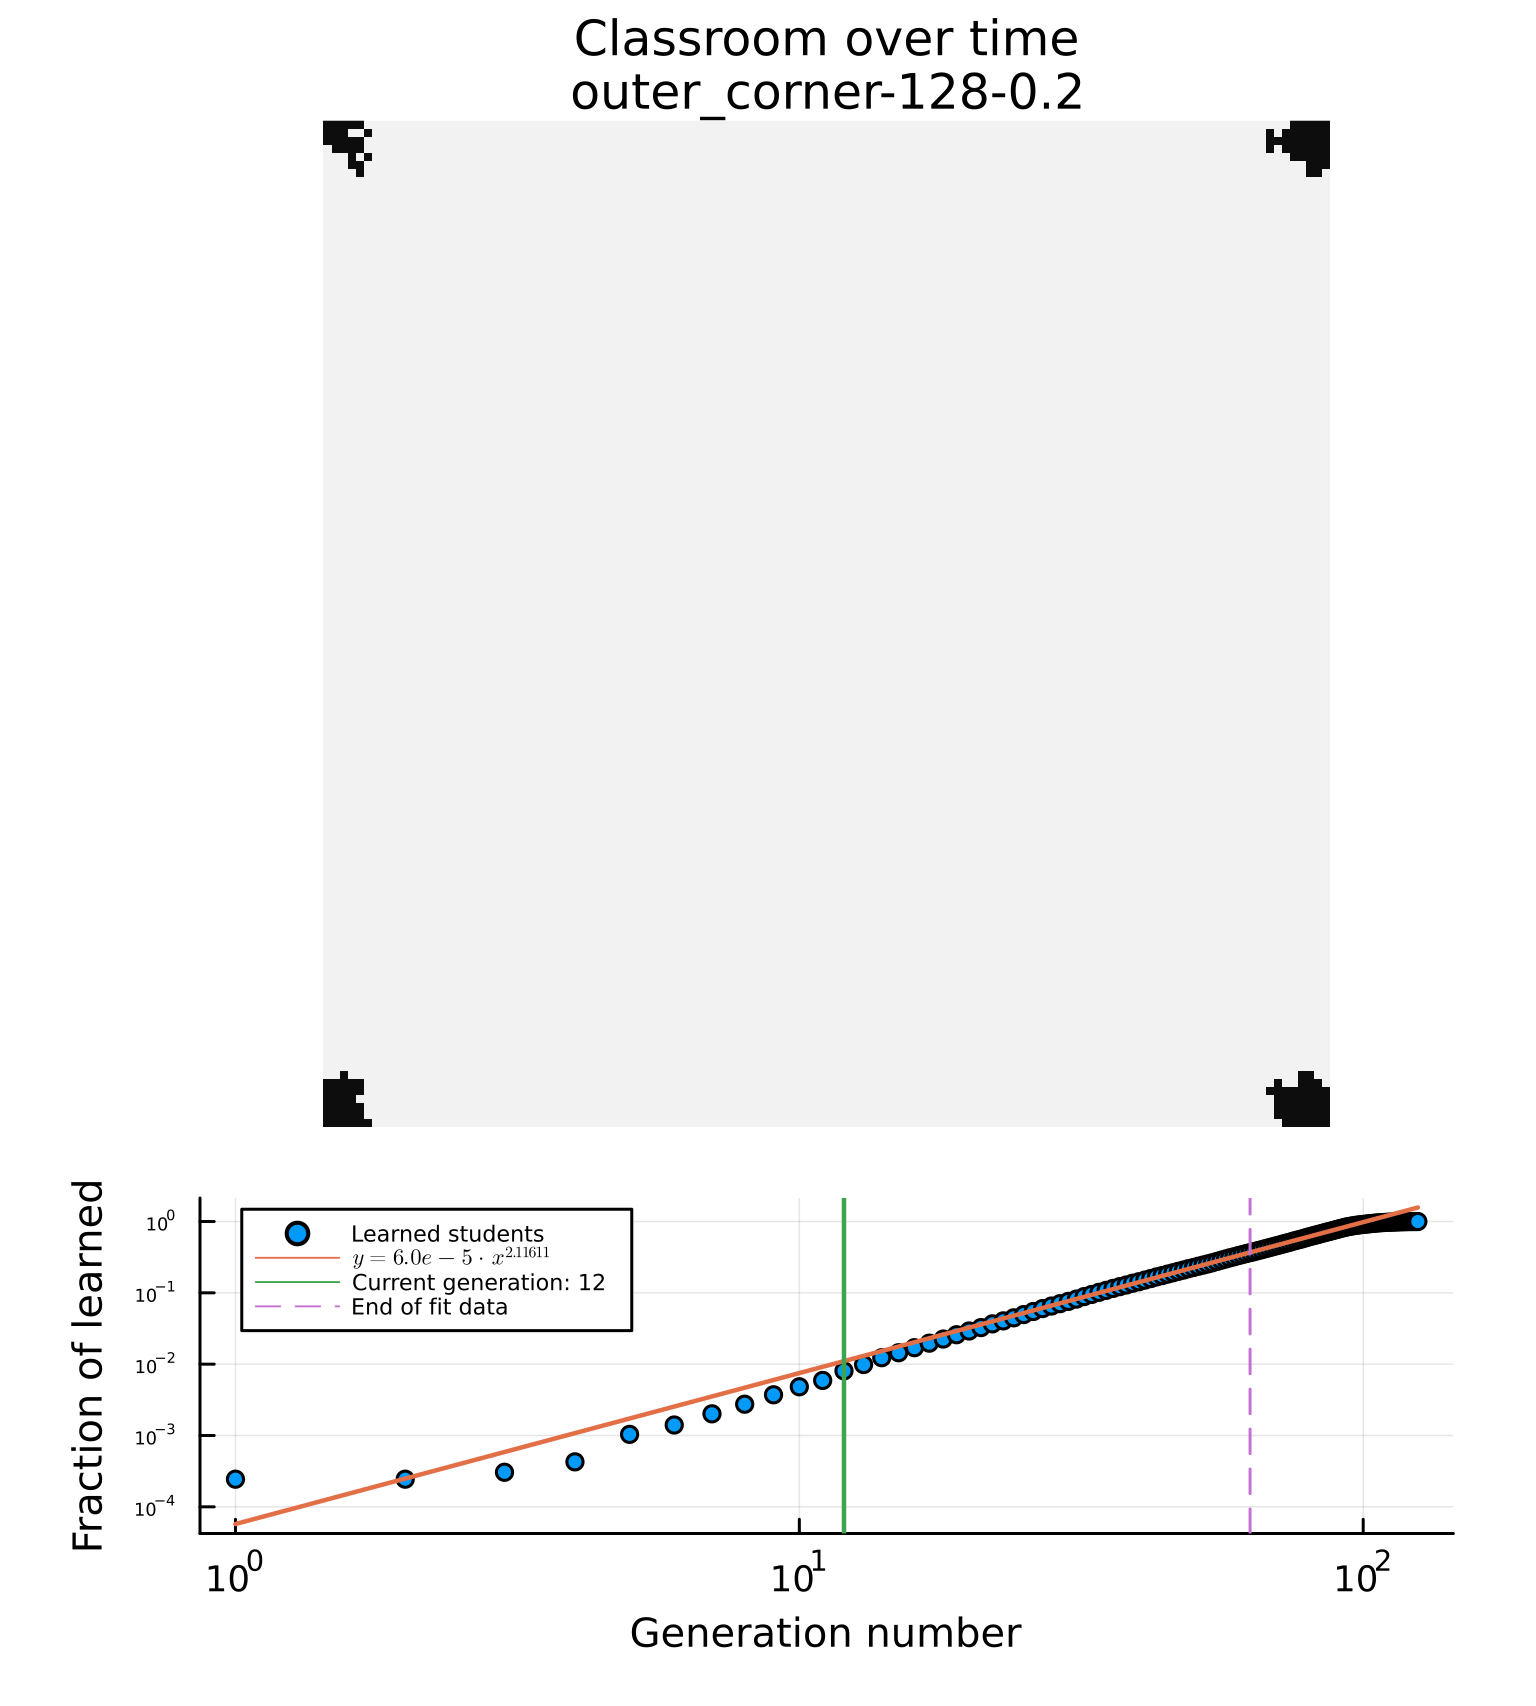 Classroom over time
outer_corner-128-0.2
Fraction of learned
10^0
10^-1
10^-2
10^-3
10^-4
Learned students
y = 6.0e − 5 · x^2.11611
Current generation: 12
End of fit data
10^0 10^1 10^2
Generation number